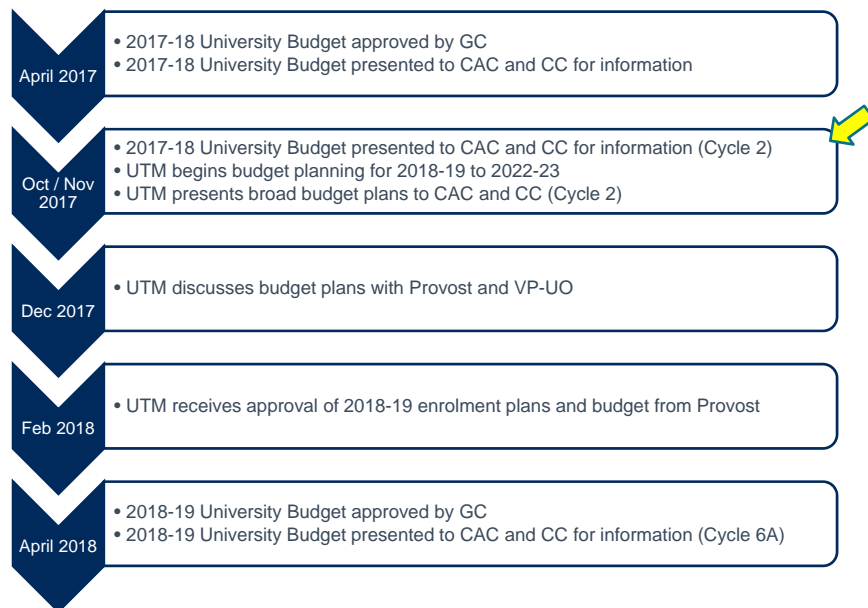 April 2017
• 2017-18 University Budget approved by GC
• 2017-18 University Budget presented to CAC and CC for information
Oct / Nov
2017
• 2017-18 University Budget presented to CAC and CC for information (Cycle 2)
• UTM begins budget planning for 2018-19 to 2022-23
• UTM presents broad budget plans to CAC and CC (Cycle 2)
Dec 2017
• UTM discusses budget plans with Provost and VP-UO
Feb 2018
• UTM receives approval of 2018-19 enrolment plans and budget from Provost
April 2018
• 2018-19 University Budget approved by GC
• 2018-19 University Budget presented to CAC and CC for information (Cycle 6A)